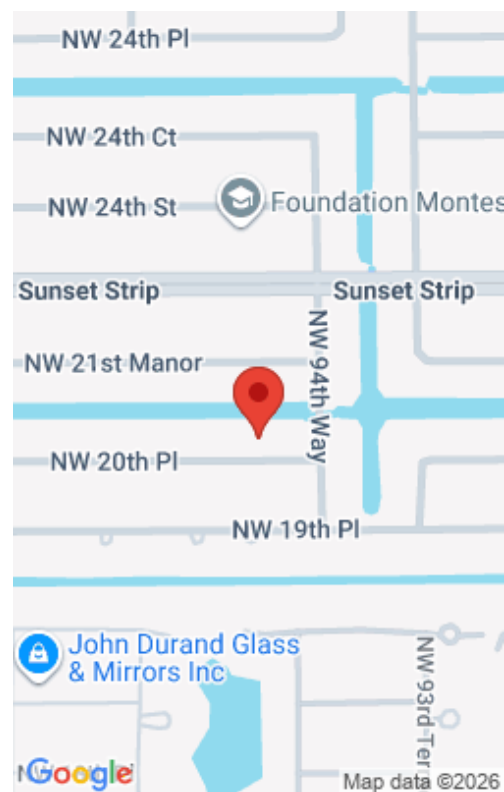 NW 24th Pl
NW 24th Ct
NW 24th St
Foundation Montes
Sunset Strip
Sunset Strip
NW 21st Manor
NW 94th Way
NW 20th Pl
NW 19th Pl
John Durand Glass
& Mirrors Inc
NW 93rd Terr
Google
Map data ©2026